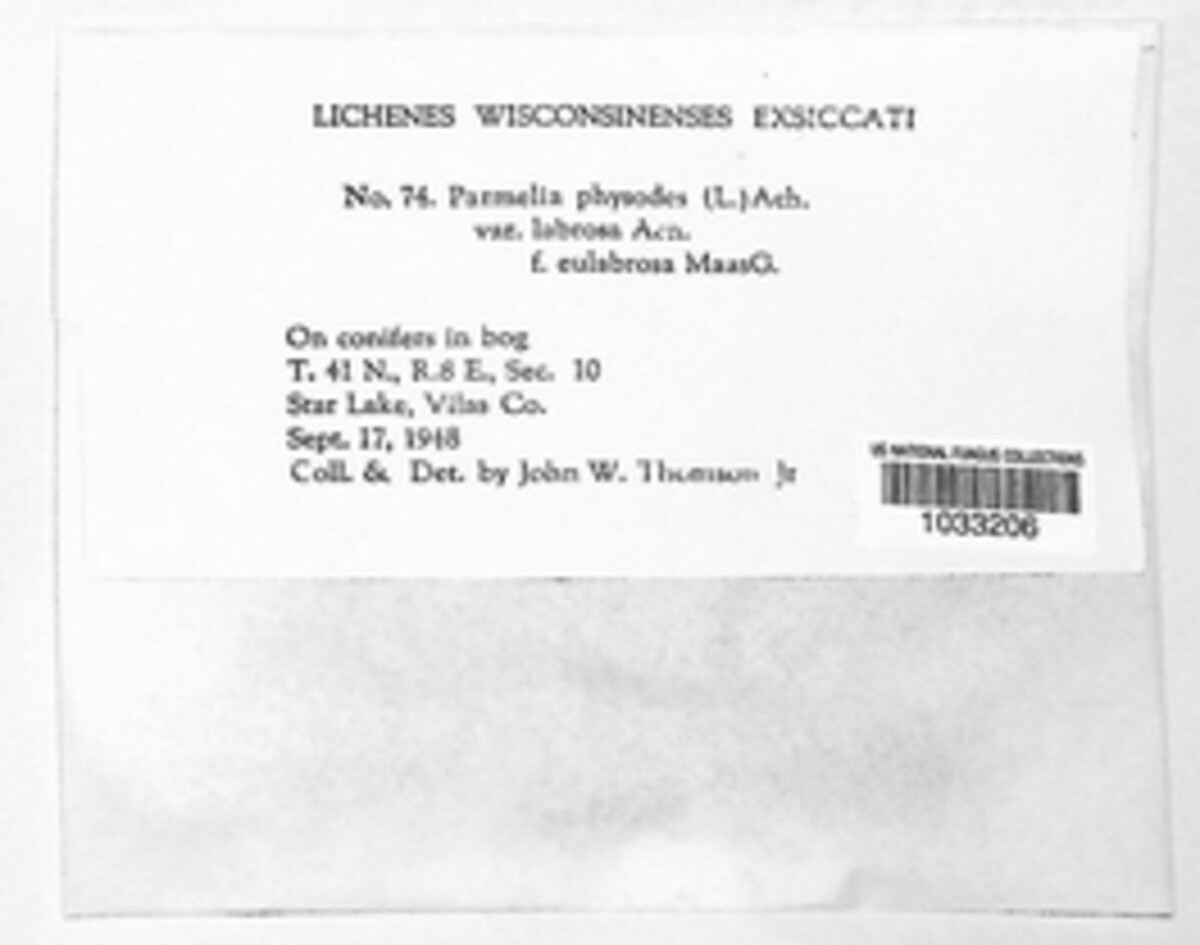 LICHENES WISCONSINENSES EXSICCATI
No. 74. Parmelia physodes (L.) Ach.
var. labrosa Ach.
f. eulabrosa MaasG.
On conifers in bog
T. 41 N., R.8 E., Sec. 10
Star Lake, Vilas Co.
Sept. 17, 1948
Coll. & Det. by John W. Thomson Jr
US NATIONAL FUNGUS COLLECTIONS
1033206